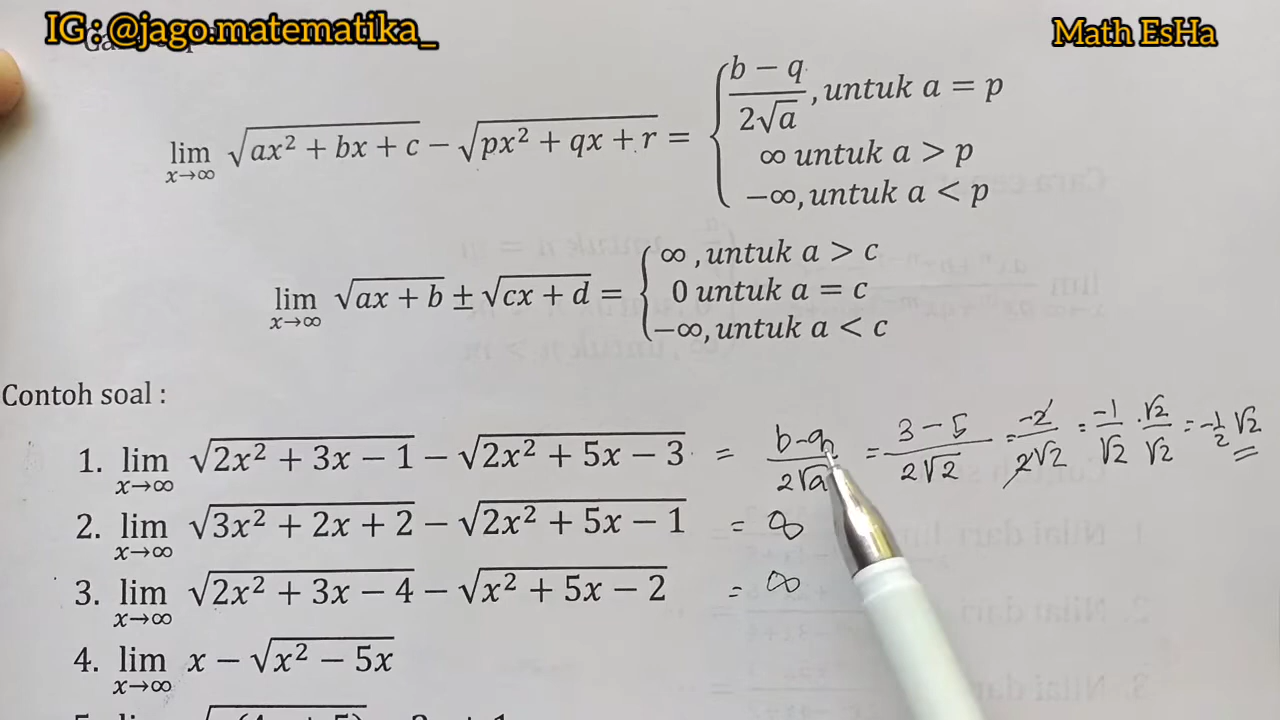 IG : @jago.matematika_
Math EsHa
lim x→∞ √(ax² + bx + c) − √(px² + qx + r) = { (b − q)/(2√a), untuk a = p
∞ untuk a > p
−∞, untuk a < p
lim x→∞ √(ax + b) ± √(cx + d) = { ∞ , untuk a > c
0 untuk a = c
−∞, untuk a < c
Contoh soal :
1. lim x→∞ √(2x² + 3x − 1) − √(2x² + 5x − 3) = (b−q)/(2√a) = (3 − 5)/(2√2) = −2/(2√2) = −1/√2 · √2/√2 = −1/2 √2
2. lim x→∞ √(3x² + 2x + 2) − √(2x² + 5x − 1) = ∞
3. lim x→∞ √(2x² + 3x − 4) − √(x² + 5x − 2) = ∞
4. lim x→∞ x − √(x² − 5x)